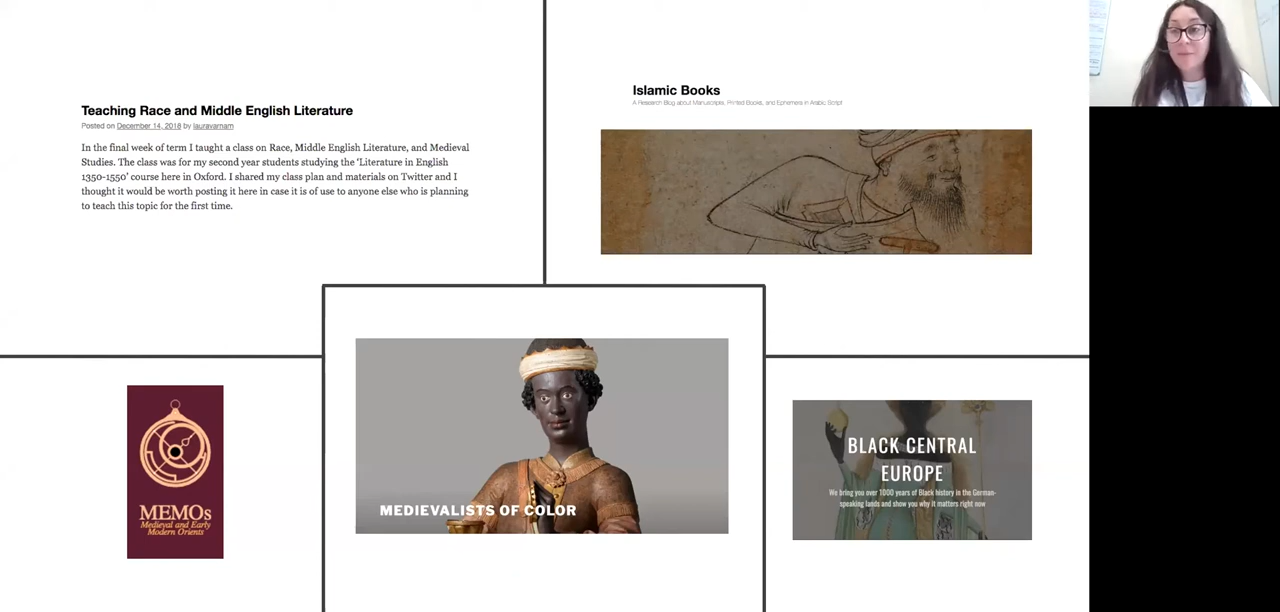 Teaching Race and Middle English Literature
Posted on December 14, 2018 by lauravarnam
In the final week of term I taught a class on Race, Middle English Literature, and Medieval
Studies. The class was for my second year students studying the ‘Literature in English
1350-1550’ course here in Oxford. I shared my class plan and materials on Twitter and I
thought it would be worth posting it here in case it is of use to anyone else who is planning
to teach this topic for the first time.
Islamic Books
A Research Blog about Manuscripts, Printed Books, and Ephemera in Arabic Script
MEMOs
Medieval and Early
Modern Orients
MEDIEVALISTS OF COLOR
BLACK CENTRAL
EUROPE
We bring you over 1000 years of Black history in the German-
speaking lands and show you why it matters right now